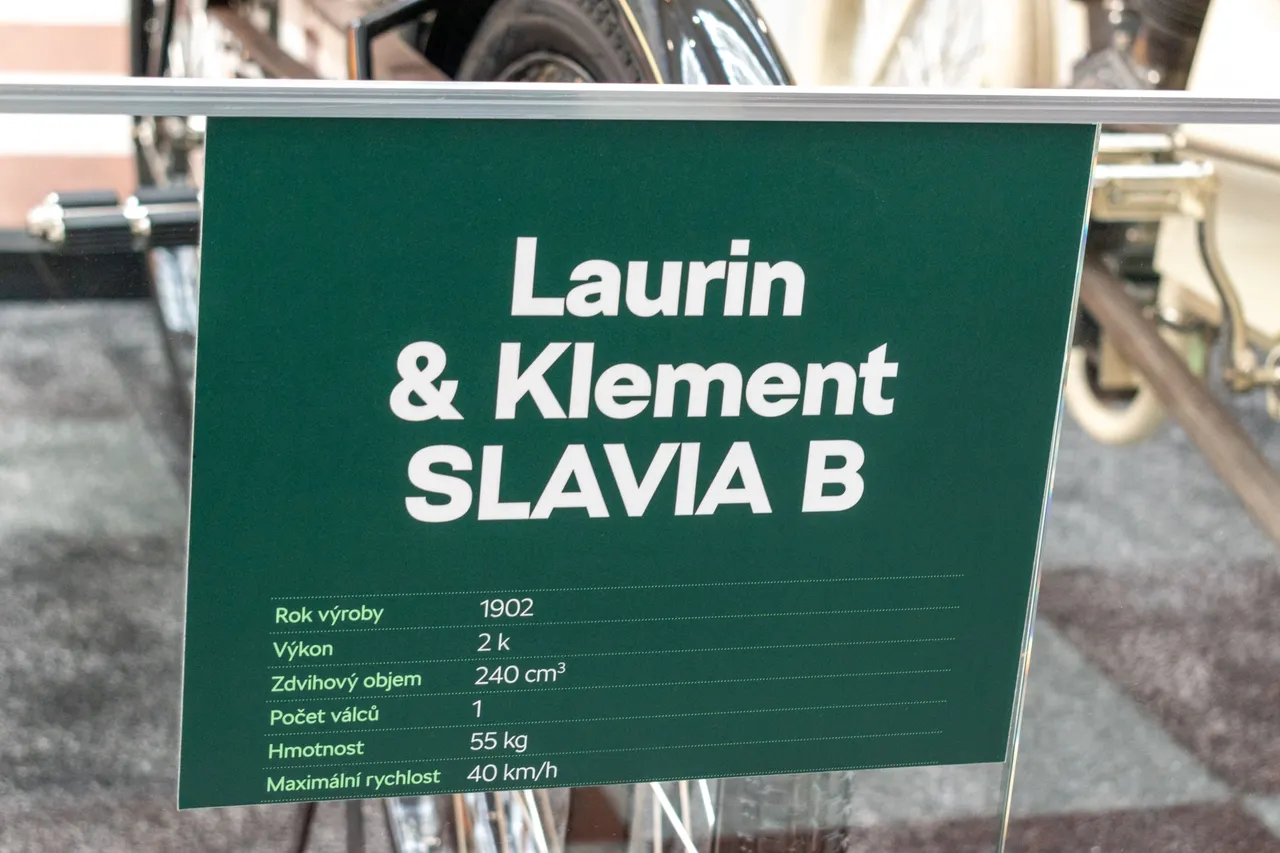 Laurin
& Klement
SLAVIA B
Rok výroby 1902
Výkon 2 k
Zdvihový objem 240 cm³
Počet válců 1
Hmotnost 55 kg
Maximální rychlost 40 km/h